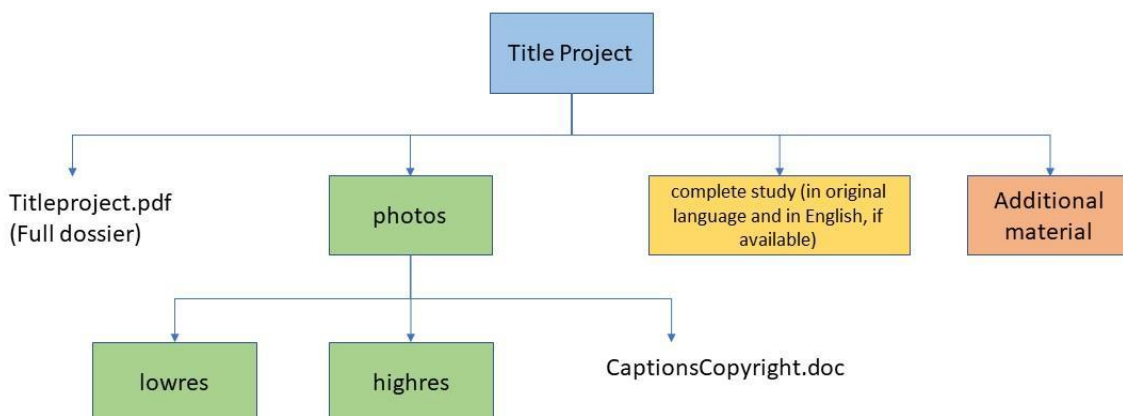 Title Project
Titleproject.pdf
(Full dossier)
photos
complete study (in original
language and in English, if
available)
Additional
material
lowres
highres
CaptionsCopyright.doc